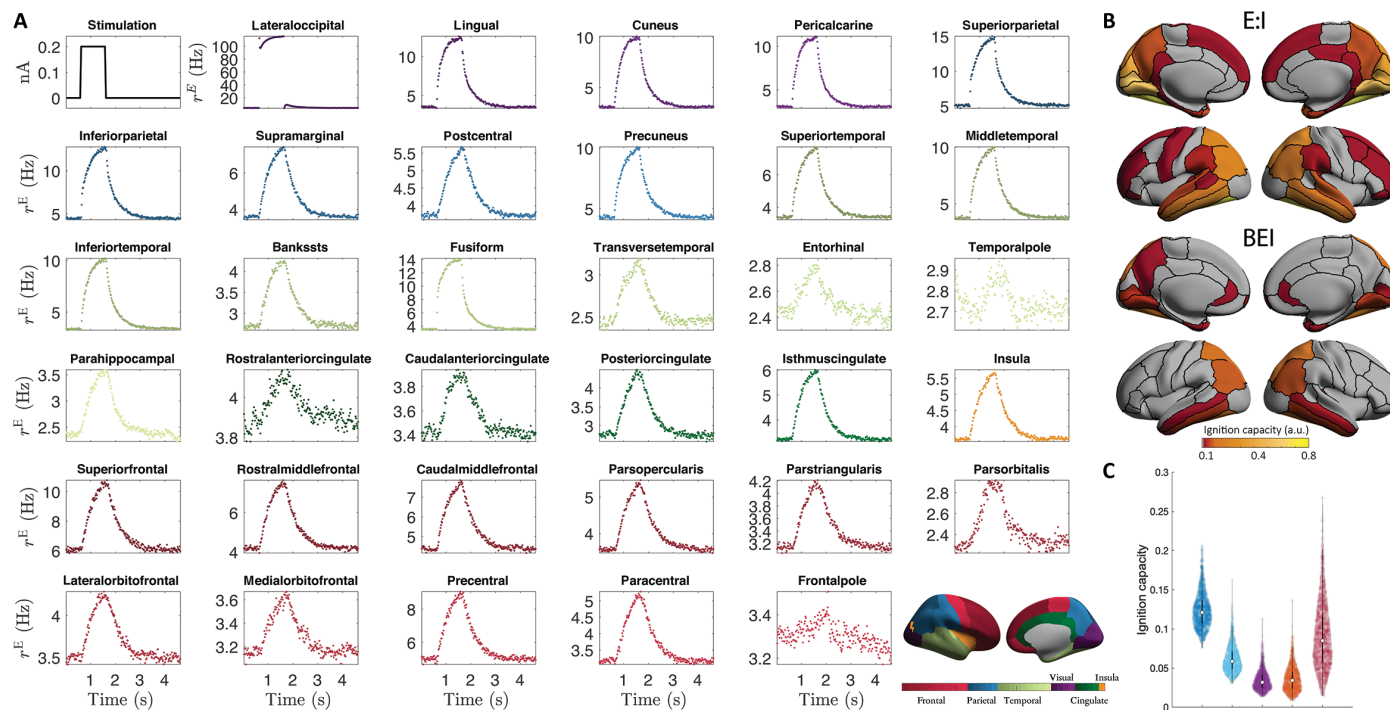 A
Stimulation Lateraloccipital Lingual Cuneus Pericalcarine Superiorparietal
nA 0.2 0.1 0
r^E (Hz) 100 80 60 40 20
10 5
10 5
10 5
15 10 5
Inferiorparietal Supramarginal Postcentral Precuneus Superiortemporal Middletemporal
r^E (Hz) 10 5
6 4
5.5 5 4.5 4
10 5
6 4
10 5
Inferiortemporal Bankssts Fusiform Transversetemporal Entorhinal Temporalpole
r^E (Hz) 10 5
4 3.5 3
14 12 10 8 6 4
3 2.5
2.8 2.6 2.4
2.9 2.8 2.7
Parahippocampal Rostralanteriorcingulate Caudalanteriorcingulate Posteriorcingulate Isthmuscingulate Insula
r^E (Hz) 3.5 3 2.5
4 3.8
3.8 3.6 3.4
4 3.5 3
6 5 4
5.5 4.5 4 3.5
Superiorfrontal Rostralmiddlefrontal Caudalmiddlefrontal Parsopercularis Parstriangularis Parsorbitalis
r^E (Hz) 10 8 6
6 4
7 6 5
5 4
4.2 4 3.8 3.6 3.4 3.2
2.8 2.6 2.4
Lateralorbitofrontal Medialorbitofrontal Precentral Paracentral Frontalpole
r^E (Hz) 4 3.5
3.6 3.4 3.2
8 6
5 4.5 4 3.5
3.4 3.3 3.2
1 2 3 4 1 2 3 4 1 2 3 4 1 2 3 4 1 2 3 4
Time (s) Time (s) Time (s) Time (s) Time (s)
Visual Insula
Frontal Parietal Temporal Cingulate
B
E:I
BEI
Ignition capacity (a.u.)
0.1 0.4 0.8
C
Ignition capacity
0.3
0.25
0.2
0.15
0.1
0.05
0